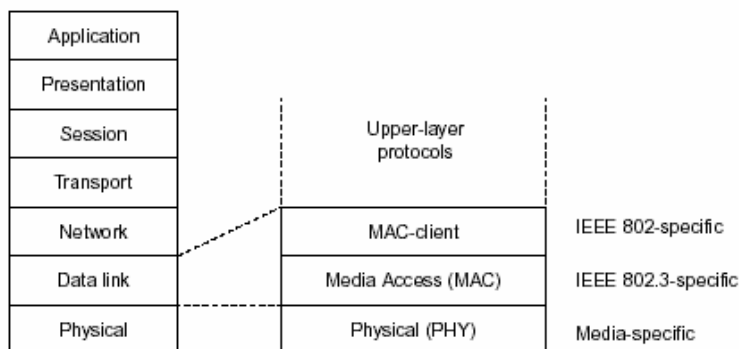 Application
Presentation
Session
Transport
Network
Data link
Physical
Upper-layer
protocols
MAC-client
Media Access (MAC)
Physical (PHY)
IEEE 802-specific
IEEE 802.3-specific
Media-specific